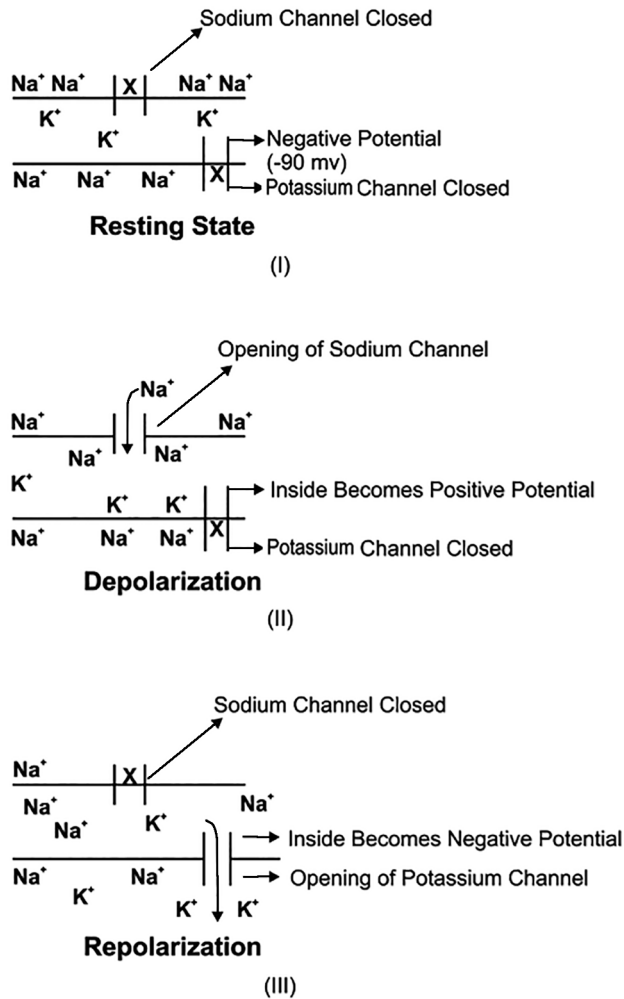 Sodium Channel Closed
Na⁺ Na⁺ X Na⁺ Na⁺
K⁺ K⁺
K⁺
Negative Potential
(-90 mv)
Na⁺ Na⁺ Na⁺ X Potassium Channel Closed
Resting State
(I)
Opening of Sodium Channel
Na⁺
Na⁺ Na⁺
Na⁺ Na⁺
K⁺
K⁺ K⁺ Inside Becomes Positive Potential
Na⁺ Na⁺ Na⁺ X Potassium Channel Closed
Depolarization
(II)
Sodium Channel Closed
Na⁺ X
Na⁺ Na⁺
Na⁺ K⁺
Inside Becomes Negative Potential
Na⁺ Na⁺ Opening of Potassium Channel
K⁺ K⁺ K⁺
Repolarization
(III)